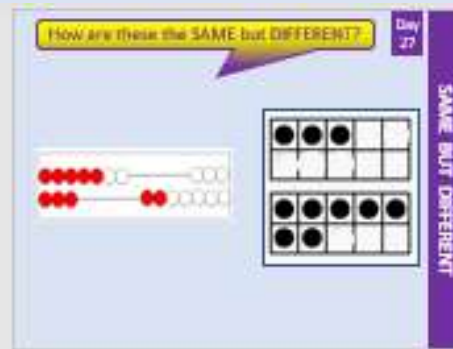 How are these the SAME but DIFFERENT?
Day
27
SAME BUT DIFFERENT